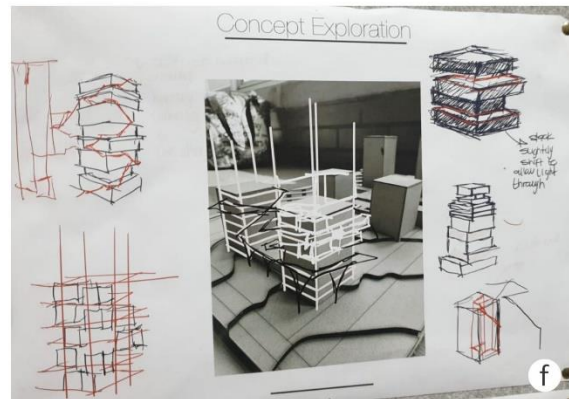 Concept Exploration
stack
slightly
shift to
allow light
through
f